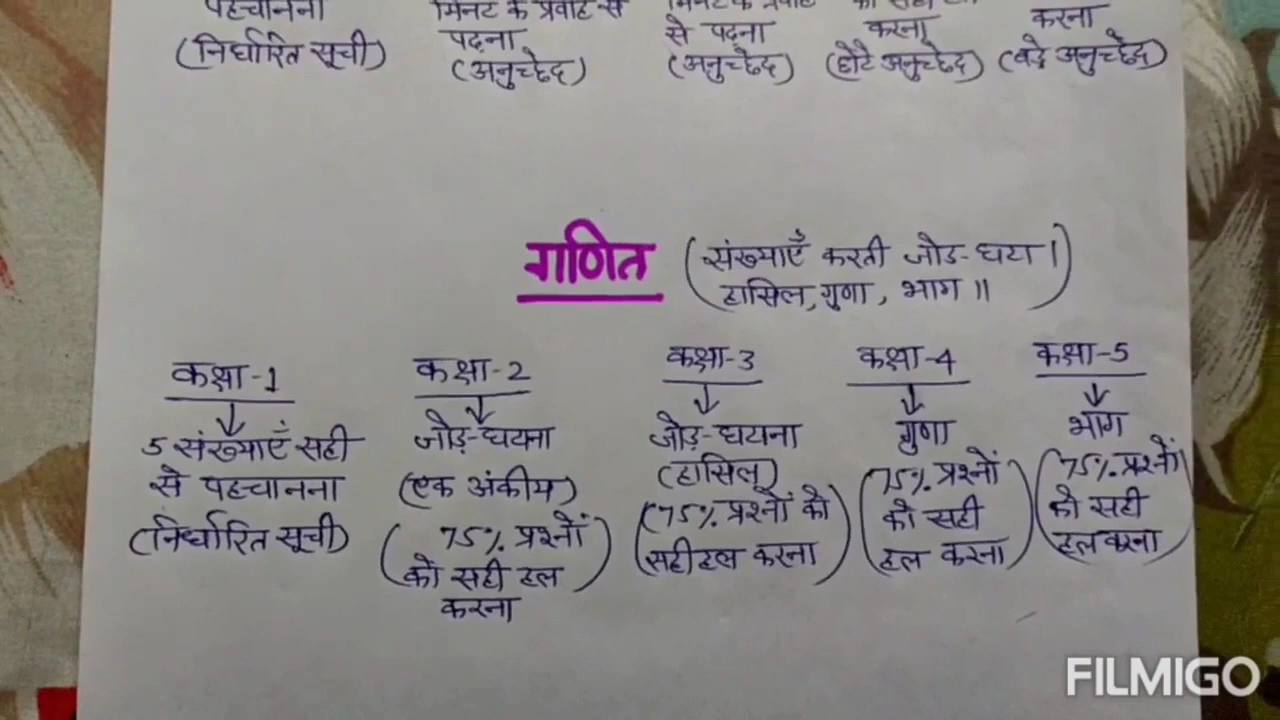 पहचानना
मिनट के प्रवाह से
करना
(निर्धारित सूची)
पढ़ना
(अनुच्छेद)
से पढ़ना
(अनुच्छेद)
करना
(छोटे अनुच्छेद)
(बड़े अनुच्छेद)
गणित
(संख्याएँ करती जोड़-घटा।
हासिल, गुणा, भाग॥)
कक्षा-1
5 संख्याएँ सही
से पहचानना
(निर्धारित सूची)
कक्षा-2
जोड़-घटाना
(एक अंकीय)
(75% प्रश्नों
को सही हल
करना)
कक्षा-3
जोड़-घटाना
(हासिल)
(75% प्रश्नों को
सही हल करना)
कक्षा-4
गुणा
(75% प्रश्नों
को सही
हल करना)
कक्षा-5
भाग
(75% प्रश्नों
को सही
हल करना)
FILMIGO